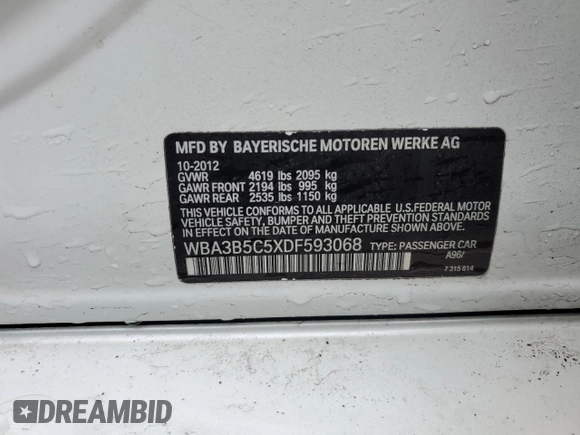 MFD BY BAYERISCHE MOTOREN WERKE AG
10-2012
GVWR 4619 lbs 2095 kg
GAWR FRONT 2194 lbs 995 kg
GAWR REAR 2535 lbs 1150 kg
THIS VEHICLE CONFORMS TO ALL APPLICABLE U.S.FEDERAL MOTOR
VEHICLE SAFETY, BUMPER, AND THEFT PREVENTION STANDARDS
IN EFFECT ON THE DATE OF MANUFACTURE SHOWN ABOVE.
WBA3B5C5XDF593068 TYPE: PASSENGER CAR
A96/
7 315 814
DREAMBID